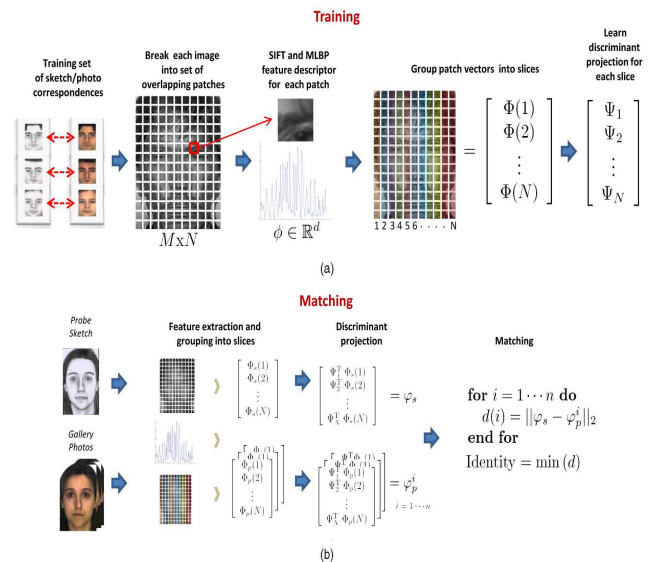 Training
Training set
of sketch/photo
correspondences
Break each image
into set of
overlapping patches
SIFT and MLBP
feature descriptor
for each patch
Group patch vectors into slices
Learn
discriminant
projection for
each slice
MxN
ϕ ∈ ℝ^d
1 2 3 4 5 6 · · · · · N
=
Φ(1)
Φ(2)
⋮
Φ(N)
Ψ_1
Ψ_2
⋮
Ψ_N
(a)
Matching
Probe
Sketch
Feature extraction and
grouping into slices
Discriminant
projection
Matching
Φ_s(1)
Φ_s(2)
⋮
Φ_s(N)
Ψ_1^T Φ_s(1)
Ψ_2^T Φ_s(2)
⋮
Ψ_N^T Φ_s(N)
= φ_s
for i = 1 ··· n do
d(i) = ||φ_s − φ_p^i||_2
end for
Identity = min (d)
Gallery
Photos
Φ_p(1)
Φ_p(2)
⋮
Φ_p(N)
Ψ_1^T Φ_p(1)
Ψ_2^T Φ_p(2)
⋮
Ψ_N^T Φ_p(N)
= φ_p^i
i = 1 ··· n
(b)